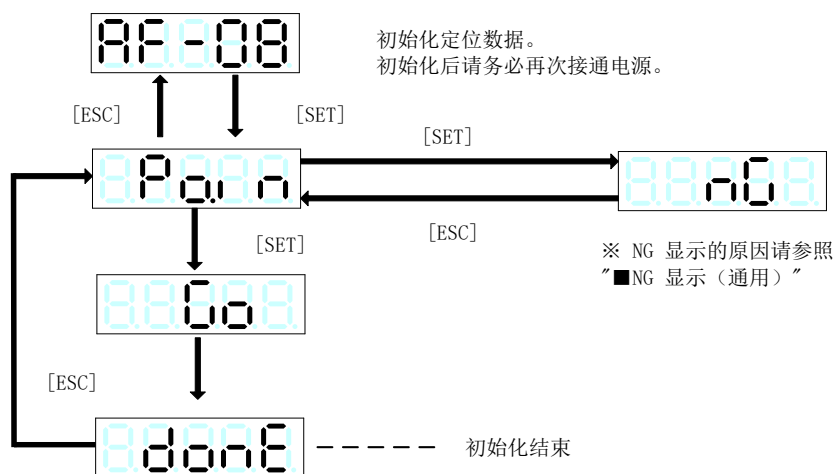 AF-08
初始化定位数据。
初始化后请务必再次接通电源。
[ESC]
[SET]
[SET]
Po.i n
nG
[ESC]
[SET]
※ NG 显示的原因请参照
"■NG 显示（通用）"
Go
[ESC]
donE
初始化结束